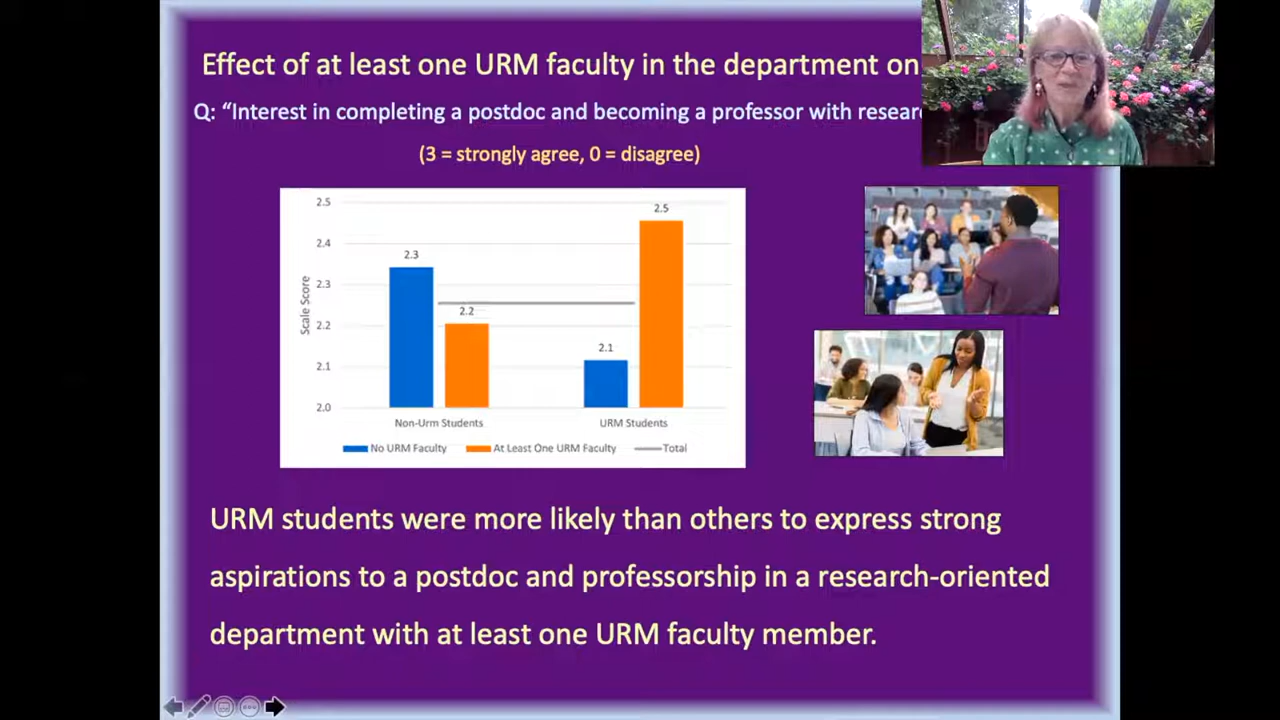 Effect of at least one URM faculty in the department on
Q: “Interest in completing a postdoc and becoming a professor with
(3 = strongly agree, 0 = disagree)
2.5
2.4
2.3
2.2
2.1
2.0
Scale Score
2.3
2.2
2.1
2.5
Non-Urm Students
URM Students
No URM Faculty
At Least One URM Faculty
Total
URM students were more likely than others to express strong
aspirations to a postdoc and professorship in a research-oriented
department with at least one URM faculty member.